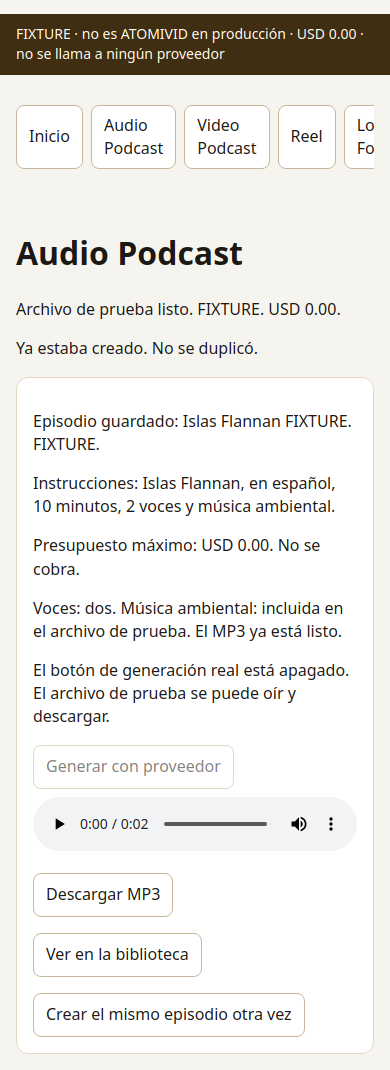 FIXTURE · no es ATOMIVID en producción · USD 0.00 ·
no se llama a ningún proveedor
Inicio
Audio
Podcast
Video
Podcast
Reel
Lo
Fo
Audio Podcast
Archivo de prueba listo. FIXTURE. USD 0.00.
Ya estaba creado. No se duplicó.
Episodio guardado: Islas Flannan FIXTURE.
FIXTURE.
Instrucciones: Islas Flannan, en español,
10 minutos, 2 voces y música ambiental.
Presupuesto máximo: USD 0.00. No se
cobra.
Voces: dos. Música ambiental: incluida en
el archivo de prueba. El MP3 ya está listo.
El botón de generación real está apagado.
El archivo de prueba se puede oír y
descargar.
Generar con proveedor
0:00 / 0:02
Descargar MP3
Ver en la biblioteca
Crear el mismo episodio otra vez